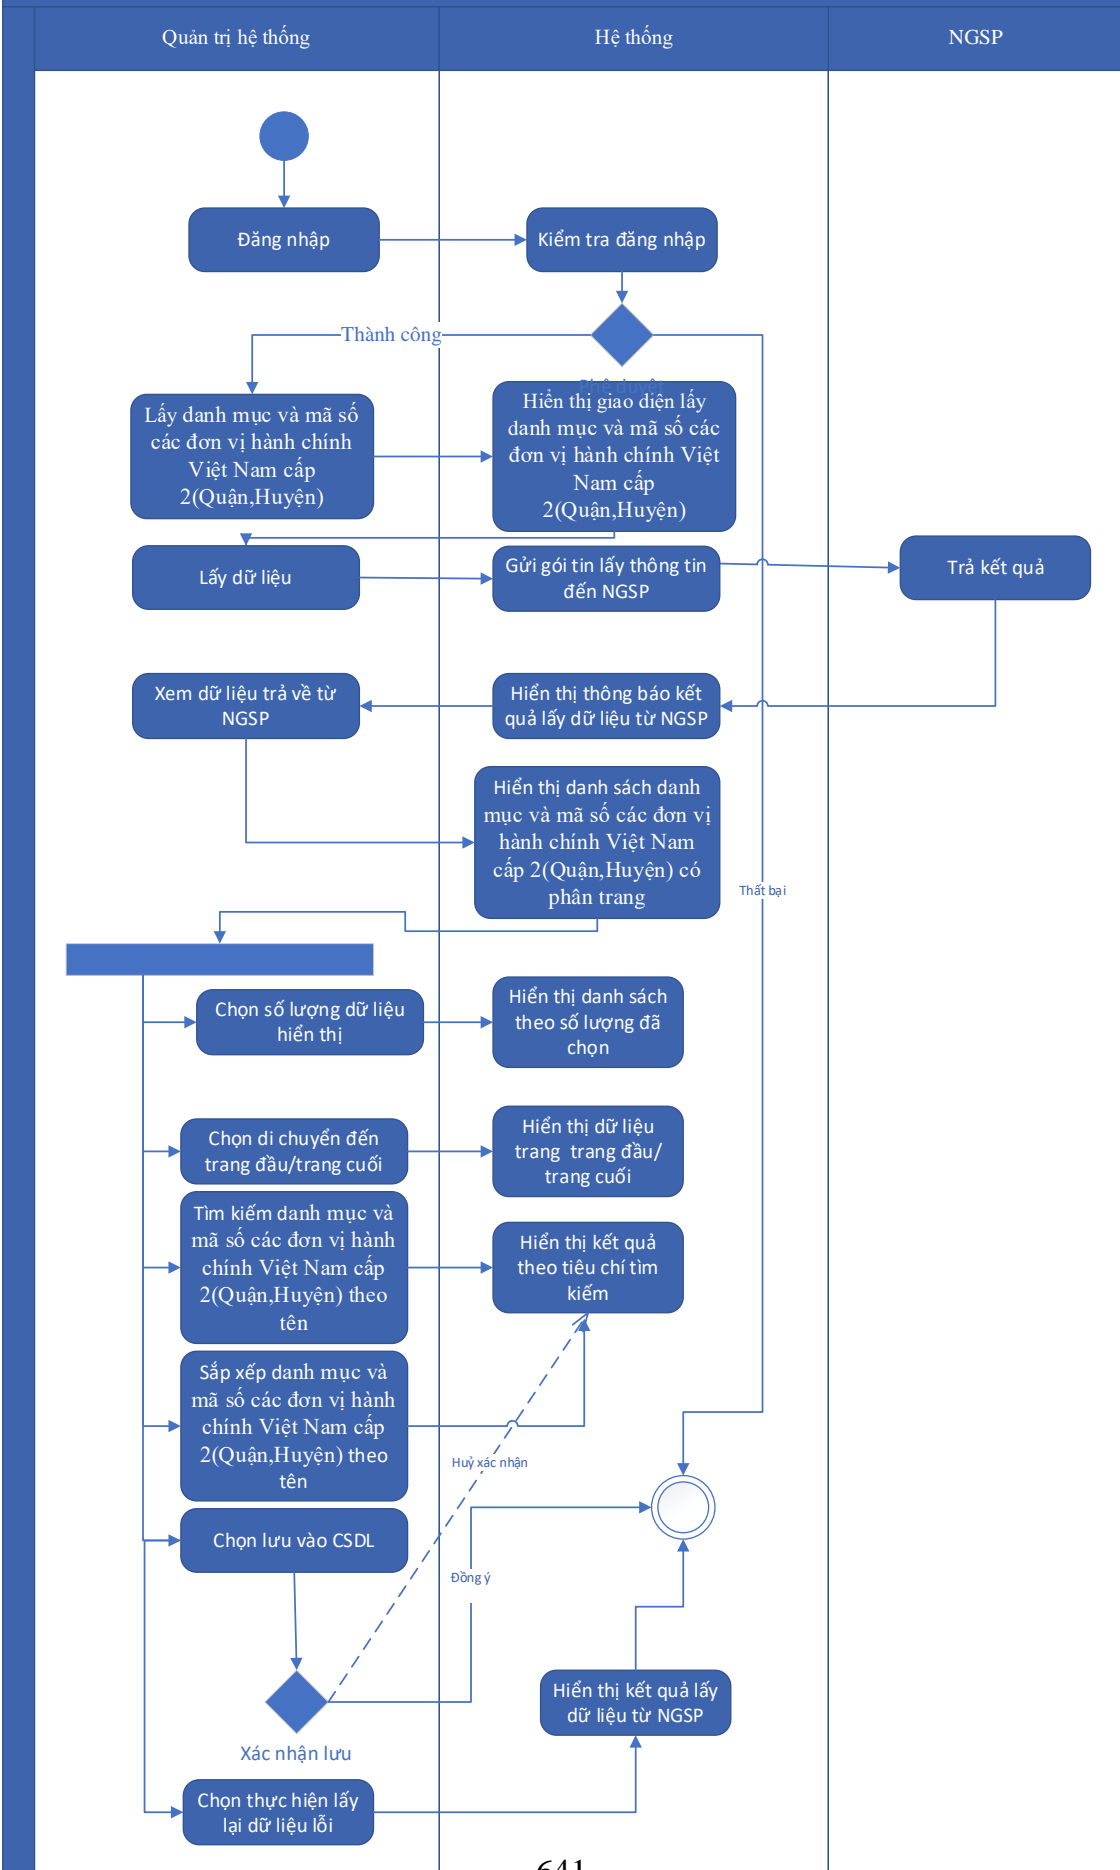 Quản trị hệ thống
Hệ thống
NGSP
Đăng nhập
Kiểm tra đăng nhập
Thành công
Phê duyệt
Lấy danh mục và mã số
các đơn vị hành chính
Việt Nam cấp
2(Quận,Huyện)
Hiển thị giao diện lấy
danh mục và mã số các
đơn vị hành chính Việt
Nam cấp
2(Quận,Huyện)
Lấy dữ liệu
Gửi gói tin lấy thông tin
đến NGSP
Trả kết quả
Xem dữ liệu trả về từ
NGSP
Hiển thị thông báo kết
quả lấy dữ liệu từ NGSP
Hiển thị danh sách danh
mục và mã số các đơn vị
hành chính Việt Nam
cấp 2(Quận,Huyện) có
phân trang
Thất bại
Chọn số lượng dữ liệu
hiển thị
Hiển thị danh sách
theo số lượng đã
chọn
Chọn di chuyển đến
trang đầu/trang cuối
Hiển thị dữ liệu
trang  trang đầu/
trang cuối
Tìm kiếm danh mục và
mã số các đơn vị hành
chính Việt Nam cấp
2(Quận,Huyện) theo
tên
Hiển thị kết quả
theo tiêu chí tìm
kiếm
Sắp xếp danh mục và
mã số các đơn vị hành
chính Việt Nam cấp
2(Quận,Huyện) theo
tên
Huỷ xác nhận
Chọn lưu vào CSDL
Đồng ý
Xác nhận lưu
Hiển thị kết quả lấy
dữ liệu từ NGSP
Chọn thực hiện lấy
lại dữ liệu lỗi
641